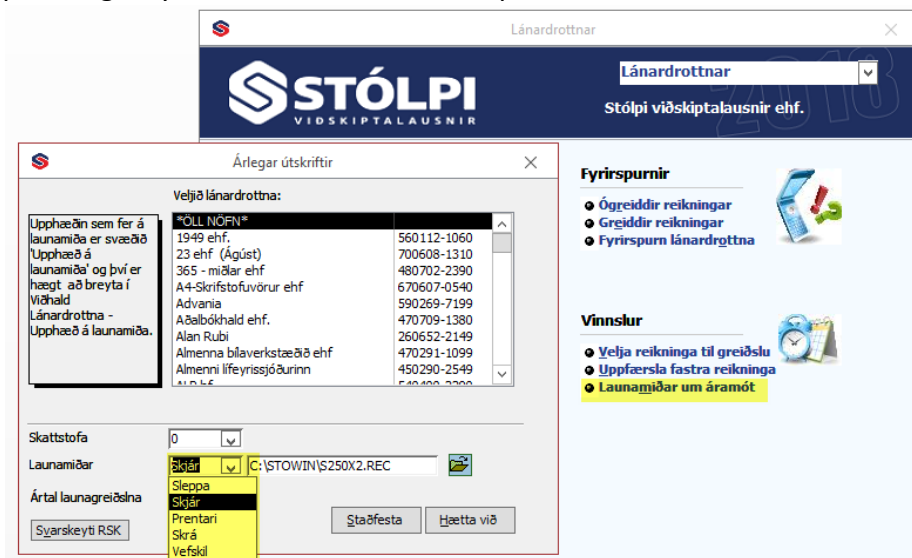 Lánardrottnar
STÓLPI
VIÐSKIPTALAUSNIR
Lánardrottnar
Stólpi viðskiptalausnir ehf.
2018
Árlegar útskriftir
Veljið lánardrottna:
Upphæðin sem fer á
launamiða er svæðið
'Upphæð á
launamiða' og því er
hægt að breyta í
Viðhald
Lánardrottna -
Upphæð á launamiða.
*ÖLL NÖFN*
1949 ehf. 560112-1060
23 ehf (Ágúst) 700608-1310
365 - miðlar ehf 480702-2390
A4-Skrifstofuvörur ehf 670607-0540
Advania 590269-7199
Aðalbókhald ehf. 470709-1380
Alan Rubi 260652-2149
Almenna bílaverkstæðið ehf 470291-1099
Almenni lífeyrissjóðurinn 450290-2549
Skattstofa 0
Launamiðar Skjár C:\STOWIN\S250X2.REC
Sleppa
Skjár
Prentari
Skrá
Vefskil
Ártal launagreiðslna
Svarskeyti RSK
Staðfesta
Hætta við
Fyrirspurnir
Ógreiddir reikningar
Greiddir reikningar
Fyrirspurn lánardrottna
Vinnslur
Velja reikninga til greiðslu
Uppfærsla fastra reikninga
Launamiðar um áramót